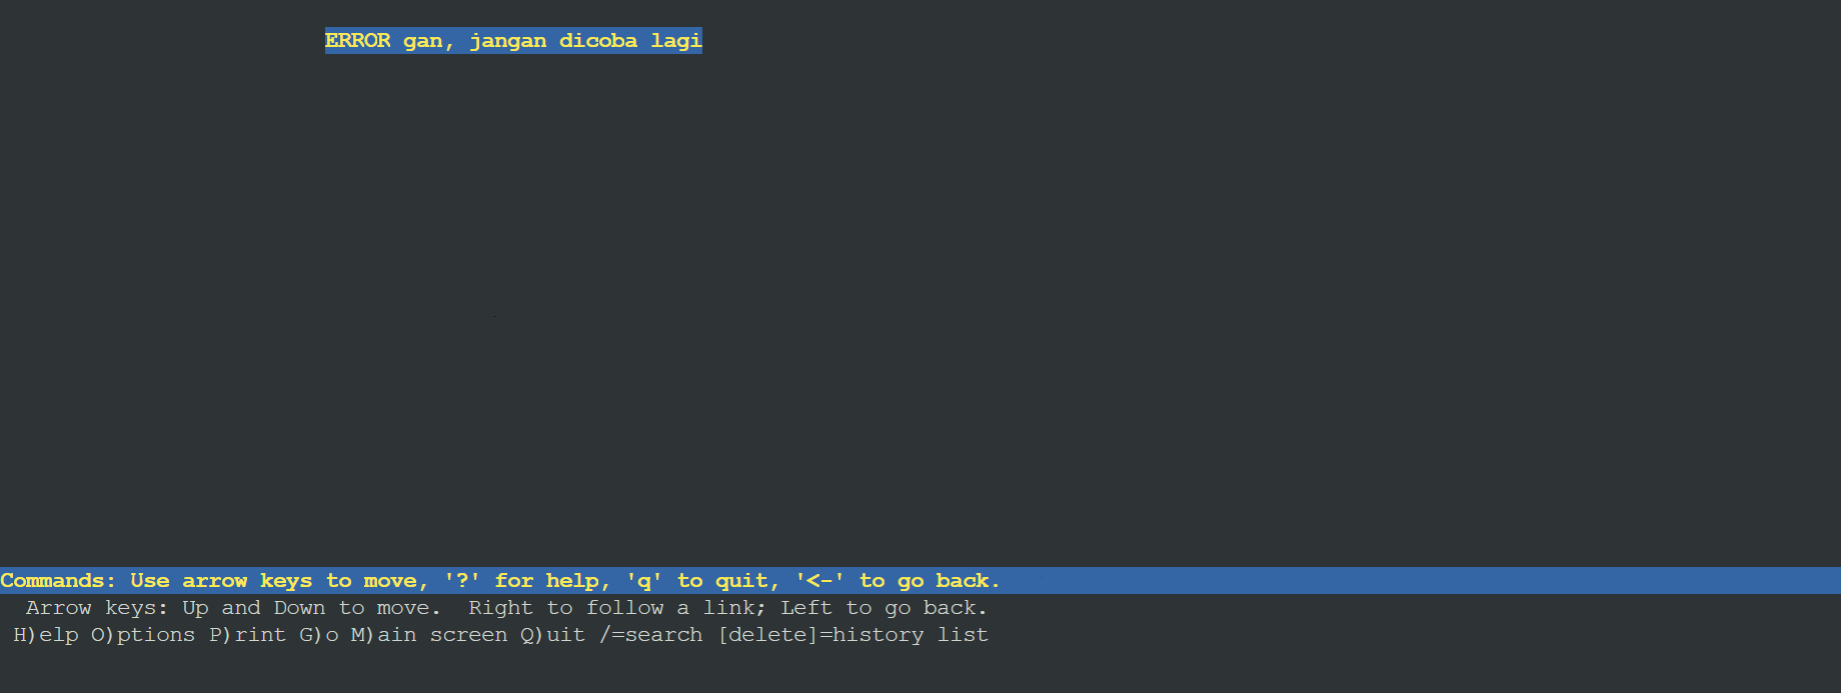 ERROR gan, jangan dicoba lagi
Commands: Use arrow keys to move, '?' for help, 'q' to quit, '<-' to go back.
Arrow keys: Up and Down to move.  Right to follow a link; Left to go back.
H)elp O)ptions P)rint G)o M)ain screen Q)uit /=search [delete]=history list